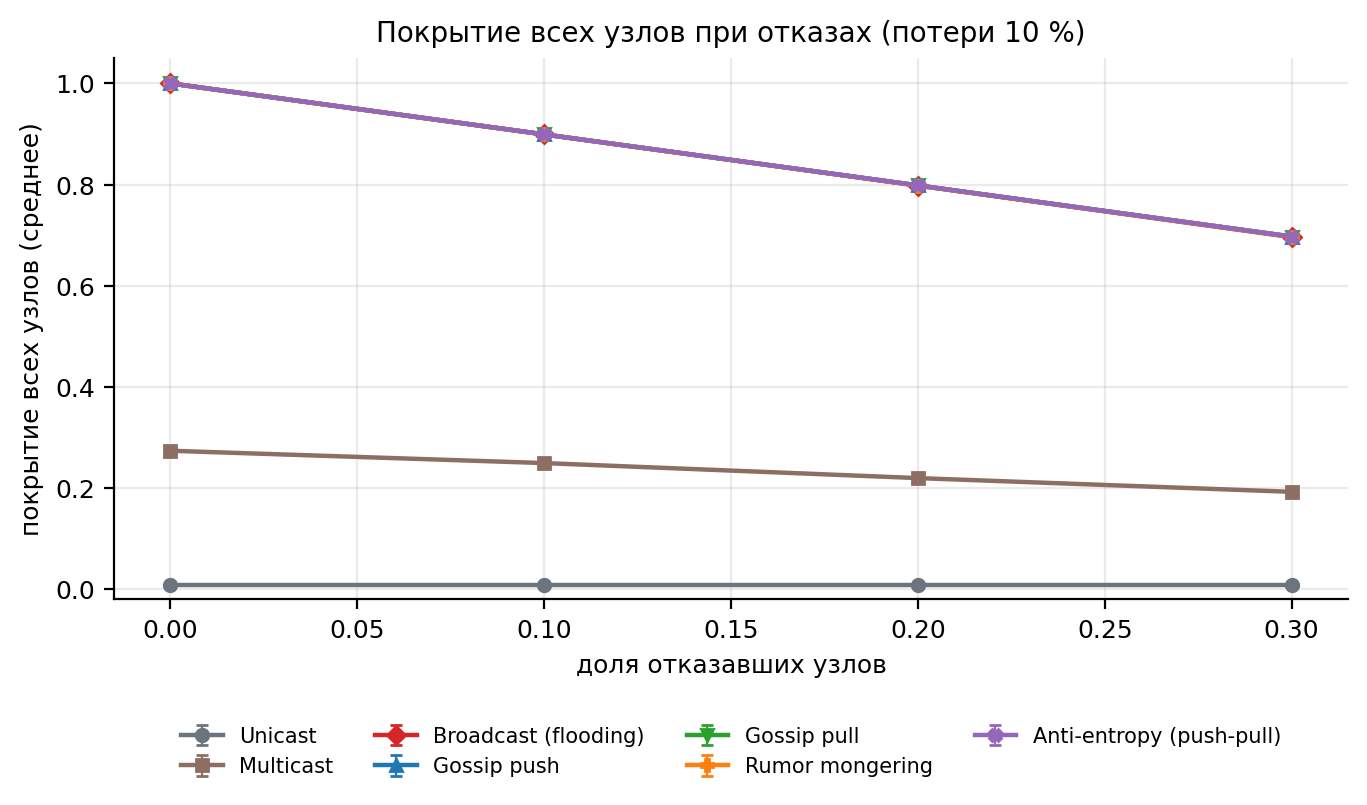 Покрытие всех узлов при отказах (потери 10 %)
покрытие всех узлов (среднее)
1.0
0.8
0.6
0.4
0.2
0.0
0.00 0.05 0.10 0.15 0.20 0.25 0.30
доля отказавших узлов
Unicast Broadcast (flooding) Gossip pull Anti-entropy (push-pull)
Multicast Gossip push Rumor mongering